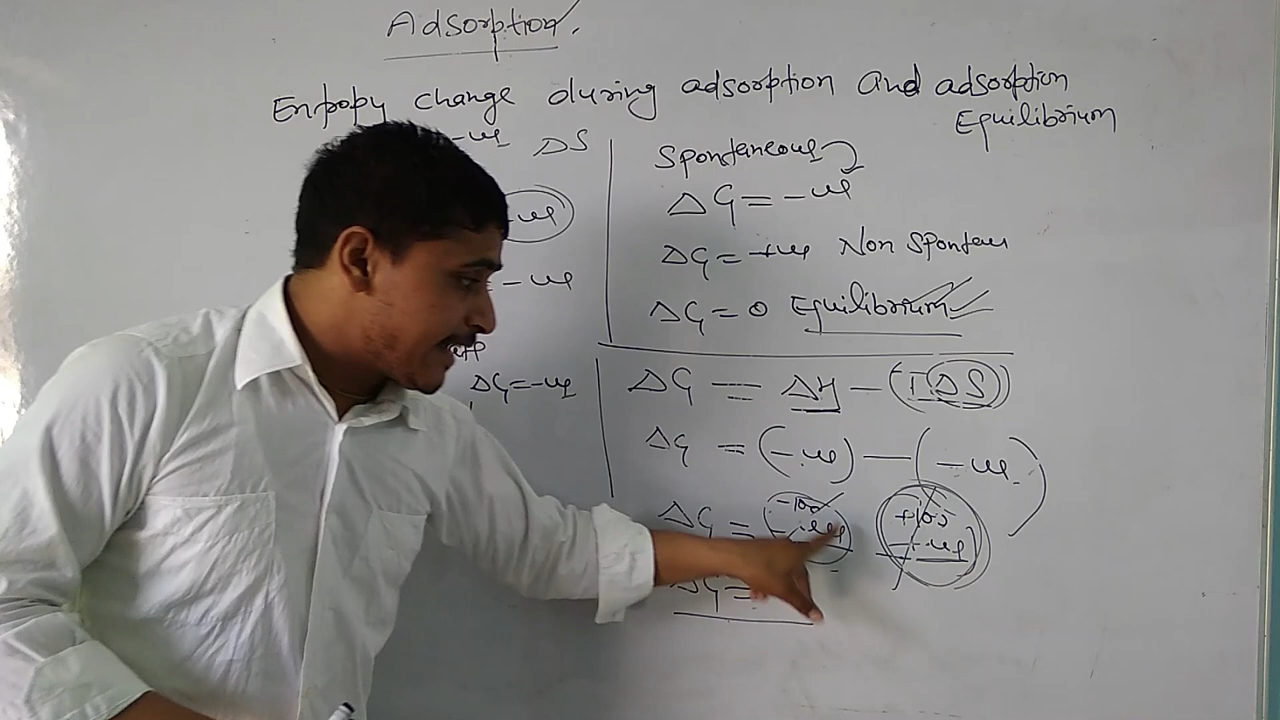 Adsorption.
Entropy change during adsorption and adsorption
Equilibrium
-ve ΔS
-ve
= -ve
ΔG=-ve
Spontaneous
ΔG = -ve
ΔG = +ve Non Spontaneous
ΔG = 0 Equilibrium
ΔG = ΔH - (TΔS)
ΔG = (-ve) - (-ve)
ΔG = -100 -ve +100 +ve
ΔG =